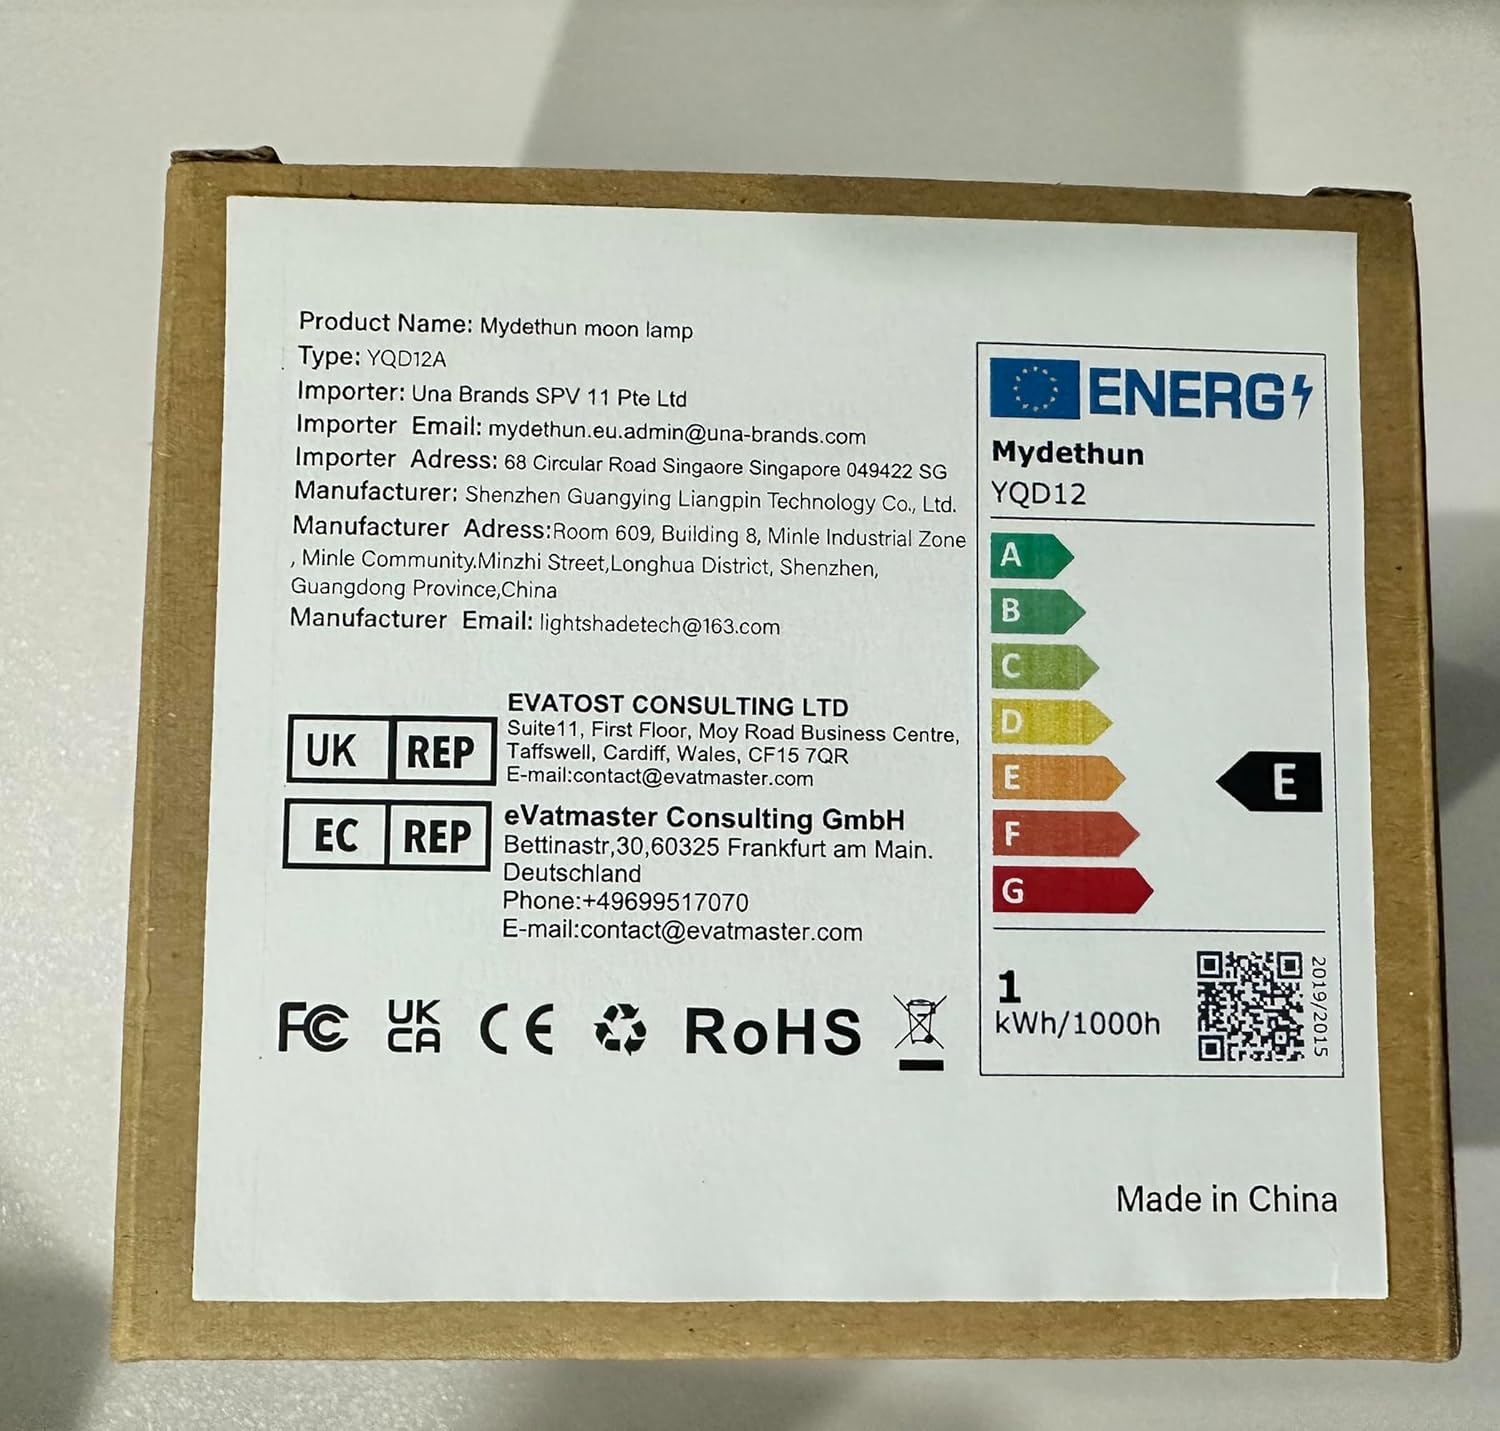 Product Name: Mydethun moon lamp
Type: YQD12A
Importer: Una Brands SPV 11 Pte Ltd
Importer Email: mydethun.eu.admin@una-brands.com
Importer Adress: 68 Circular Road Singaore Singapore 049422 SG
Manufacturer: Shenzhen Guangying Liangpin Technology Co., Ltd.
Manufacturer Adress:Room 609, Building 8, Minle Industrial Zone
, Minle Community.Minzhi Street,Longhua District, Shenzhen,
Guangdong Province,China
Manufacturer Email: lightshadetech@163.com
UK REP
EVATOST CONSULTING LTD
Suite11, First Floor, Moy Road Business Centre,
Taffswell, Cardiff, Wales, CF15 7QR
E-mail:contact@evatmaster.com
EC REP
eVatmaster Consulting GmbH
Bettinastr,30,60325 Frankfurt am Main.
Deutschland
Phone:+49699517070
E-mail:contact@evatmaster.com
FC
UK
CA
CE
RoHS
ENERG
Mydethun
YQD12
A
B
C
D
E
E
F
G
1
kWh/1000h
2019/2015
Made in China